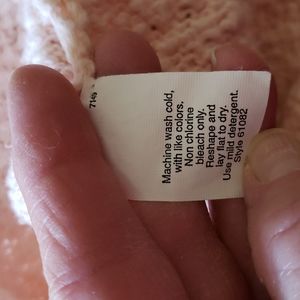 Machine wash cold,
with like colors.
Non chlorine
bleach only.
Reshape and
lay flat to dry.
Use mild detergent.
Style 61082